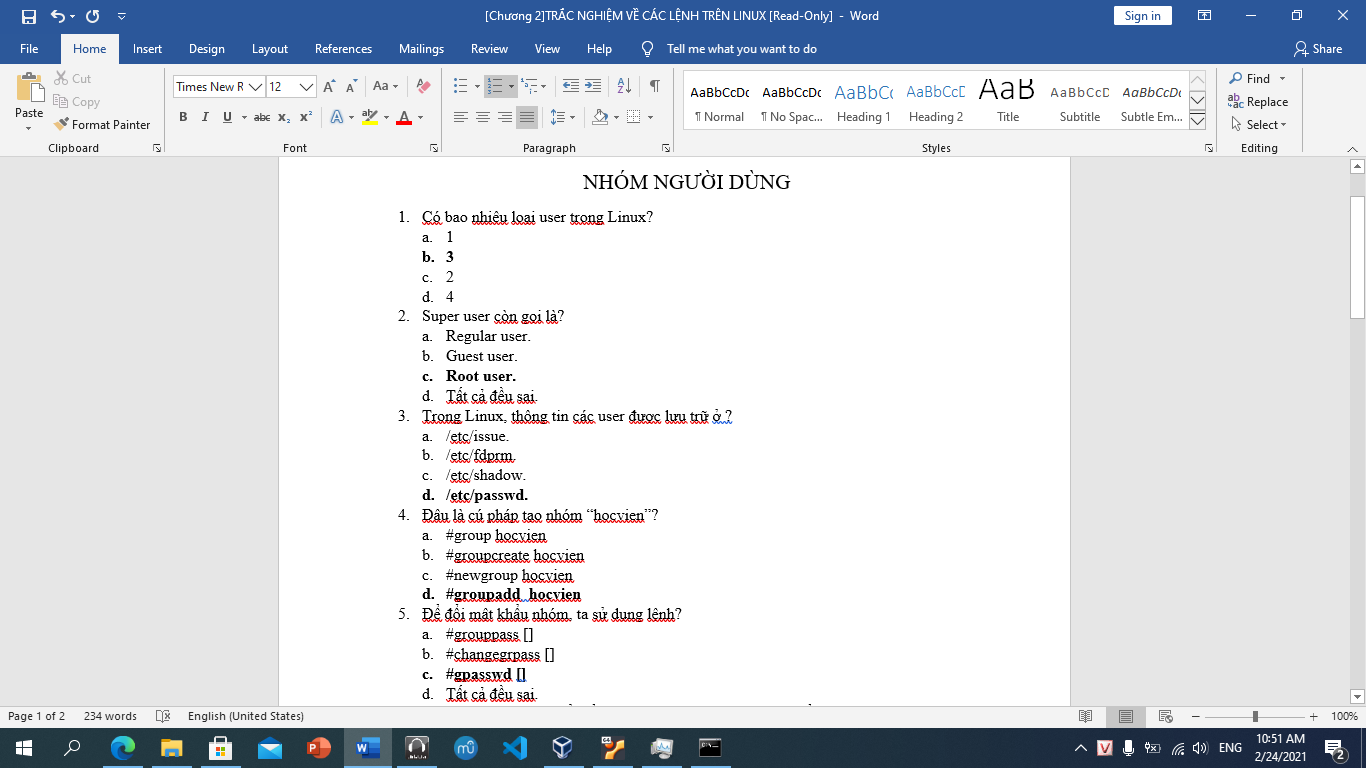 [Chương 2]TRẮC NGHIỆM VỀ CÁC LỆNH TRÊN LINUX [Read-Only] - Word
Sign in
File Home Insert Design Layout References Mailings Review View Help Tell me what you want to do Share
Paste
Cut
Copy
Format Painter
Clipboard
Times New R 12
Font
Paragraph
AaBbCcDc AaBbCcDc AaBbCc AaBbCcD AaB AaBbCcD AaBbCcDc
¶ Normal ¶ No Spac... Heading 1 Heading 2 Title Subtitle Subtle Em...
Styles
Find
Replace
Select
Editing
NHÓM NGƯỜI DÙNG
1. Có bao nhiêu loại user trong Linux?
a. 1
b. 3
c. 2
d. 4
2. Super user còn gọi là?
a. Regular user.
b. Guest user.
c. Root user.
d. Tất cả đều sai.
3. Trong Linux, thông tin các user được lưu trữ ở ?
a. /etc/issue.
b. /etc/fdprm.
c. /etc/shadow.
d. /etc/passwd.
4. Đâu là cú pháp tạo nhóm “hocvien”?
a. #group hocvien
b. #groupcreate hocvien
c. #newgroup hocvien
d. #groupadd hocvien
5. Để đổi mật khẩu nhóm, ta sử dụng lệnh?
a. #grouppass []
b. #changegrpass []
c. #gpasswd []
d. Tất cả đều sai.
Page 1 of 2 234 words English (United States) 100%
ENG
10:51 AM
2/24/2021
2